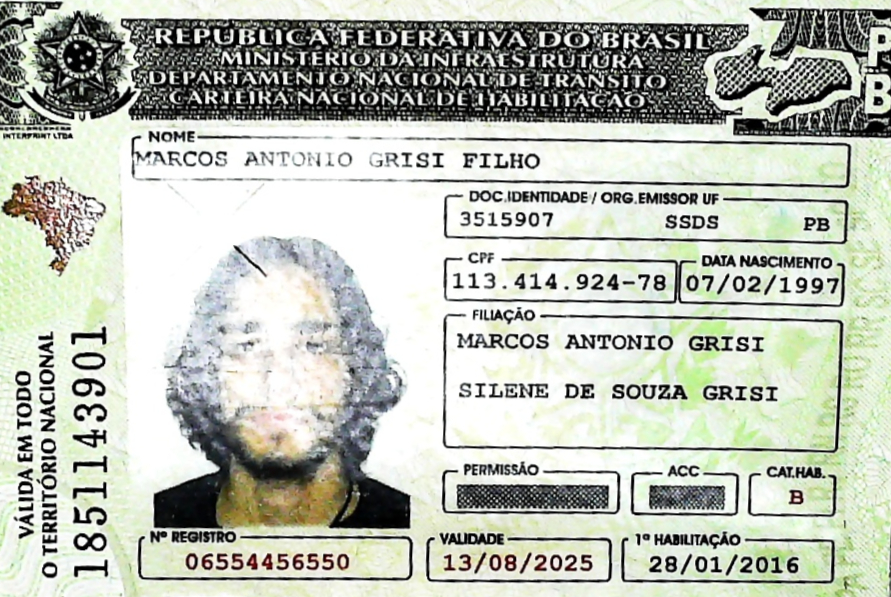 REPÚBLICA FEDERATIVA DO BRASIL
MINISTÉRIO DA INFRAESTRUTURA
DEPARTAMENTO NACIONAL DE TRÂNSITO
CARTEIRA NACIONAL DE HABILITAÇÃO
P
B
INTERPRINT LTDA
NOME
MARCOS ANTONIO GRISI FILHO
DOC.IDENTIDADE / ORG.EMISSOR UF
3515907 SSDS PB
CPF DATA NASCIMENTO
113.414.924-78 07/02/1997
FILIAÇÃO
MARCOS ANTONIO GRISI
SILENE DE SOUZA GRISI
PERMISSÃO ACC CAT.HAB.
B
Nº REGISTRO VALIDADE 1ª HABILITAÇÃO
06554456550 13/08/2025 28/01/2016
VÁLIDA EM TODO
O TERRITÓRIO NACIONAL
1851143901